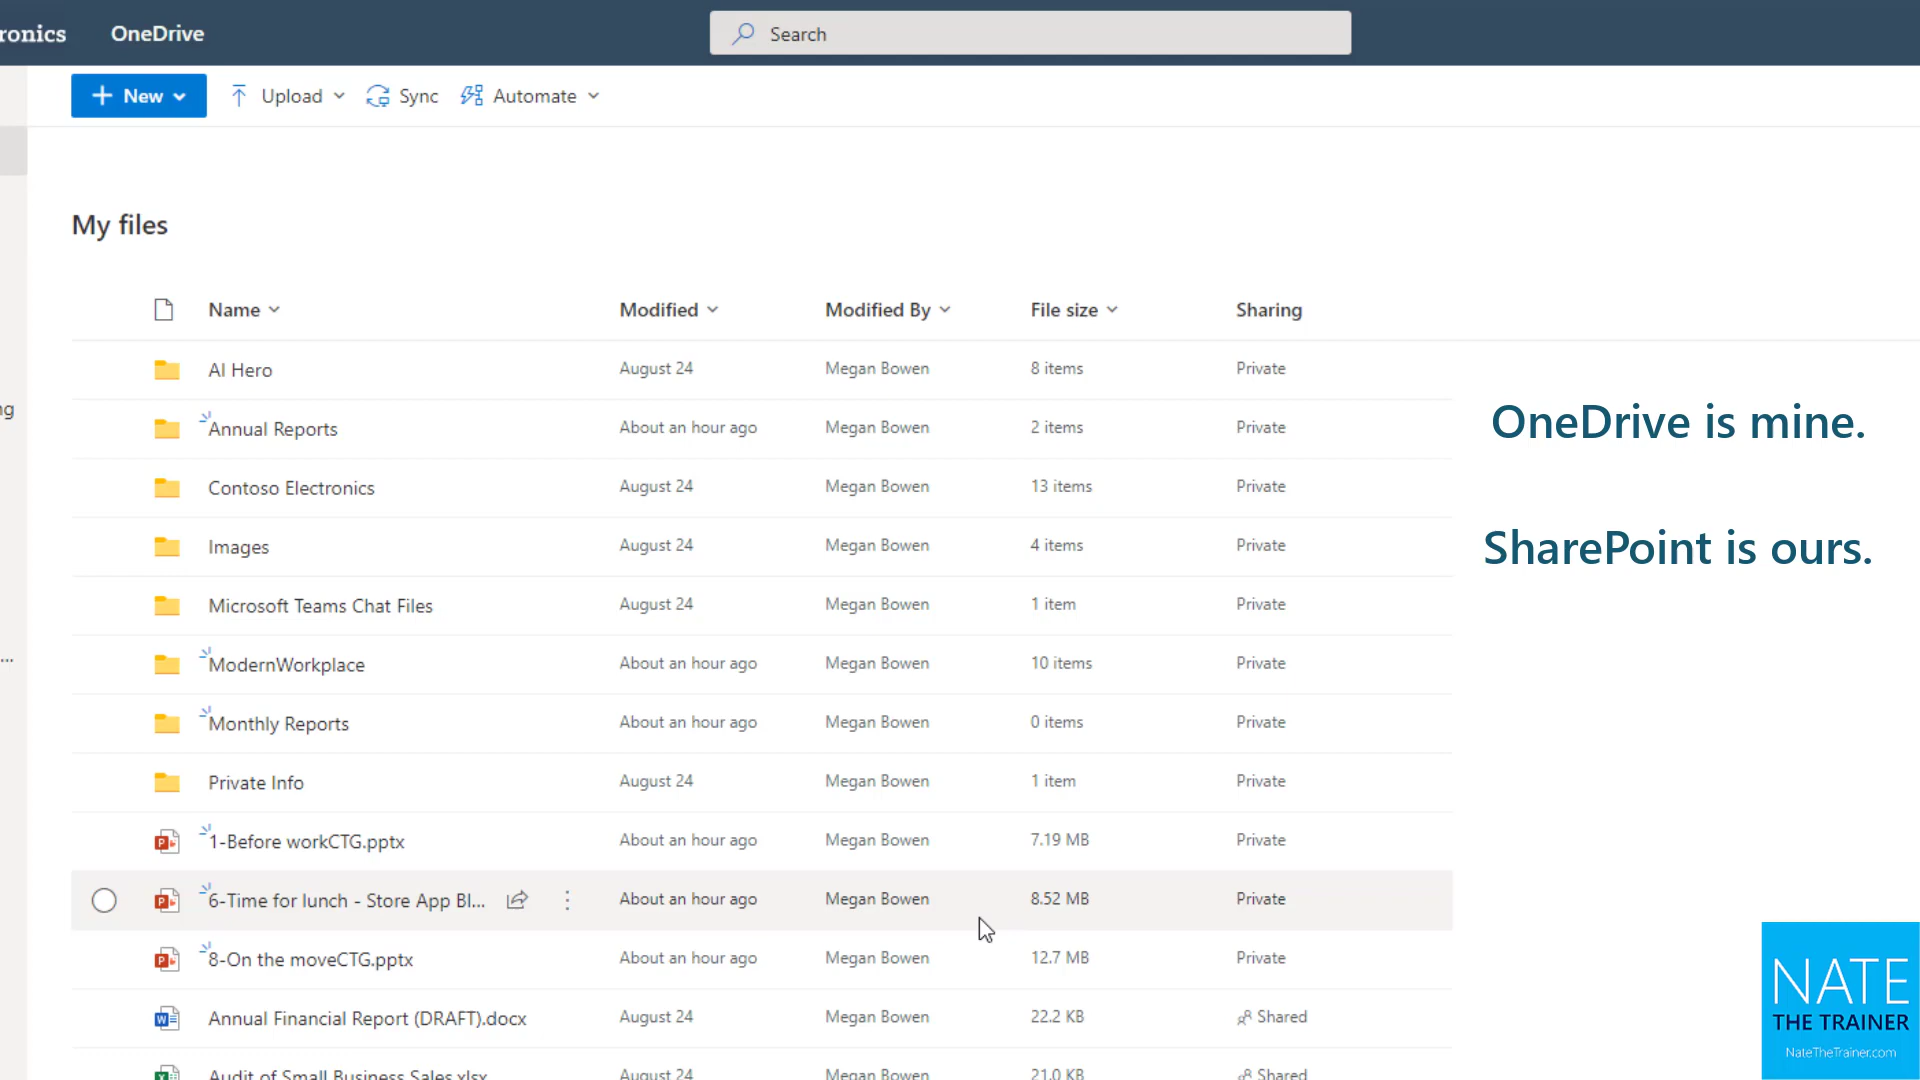 ronics OneDrive Search
New Upload Sync Automate
My files
Name Modified Modified By File size Sharing
AI Hero August 24 Megan Bowen 8 items Private
ng
Annual Reports About an hour ago Megan Bowen 2 items Private
OneDrive is mine.
Contoso Electronics August 24 Megan Bowen 13 items Private
Images August 24 Megan Bowen 4 items Private
SharePoint is ours.
Microsoft Teams Chat Files August 24 Megan Bowen 1 item Private
... ModernWorkplace About an hour ago Megan Bowen 10 items Private
Monthly Reports About an hour ago Megan Bowen 0 items Private
Private Info August 24 Megan Bowen 1 item Private
1-Before workCTG.pptx About an hour ago Megan Bowen 7.19 MB Private
6-Time for lunch - Store App Bl... About an hour ago Megan Bowen 8.52 MB Private
8-On the moveCTG.pptx About an hour ago Megan Bowen 12.7 MB Private
Annual Financial Report (DRAFT).docx August 24 Megan Bowen 22.2 KB Shared
Audit of Small Business Sales.xlsx August 24 Megan Bowen 21.0 KB Shared
NATE
THE TRAINER
NateTheTrainer.com